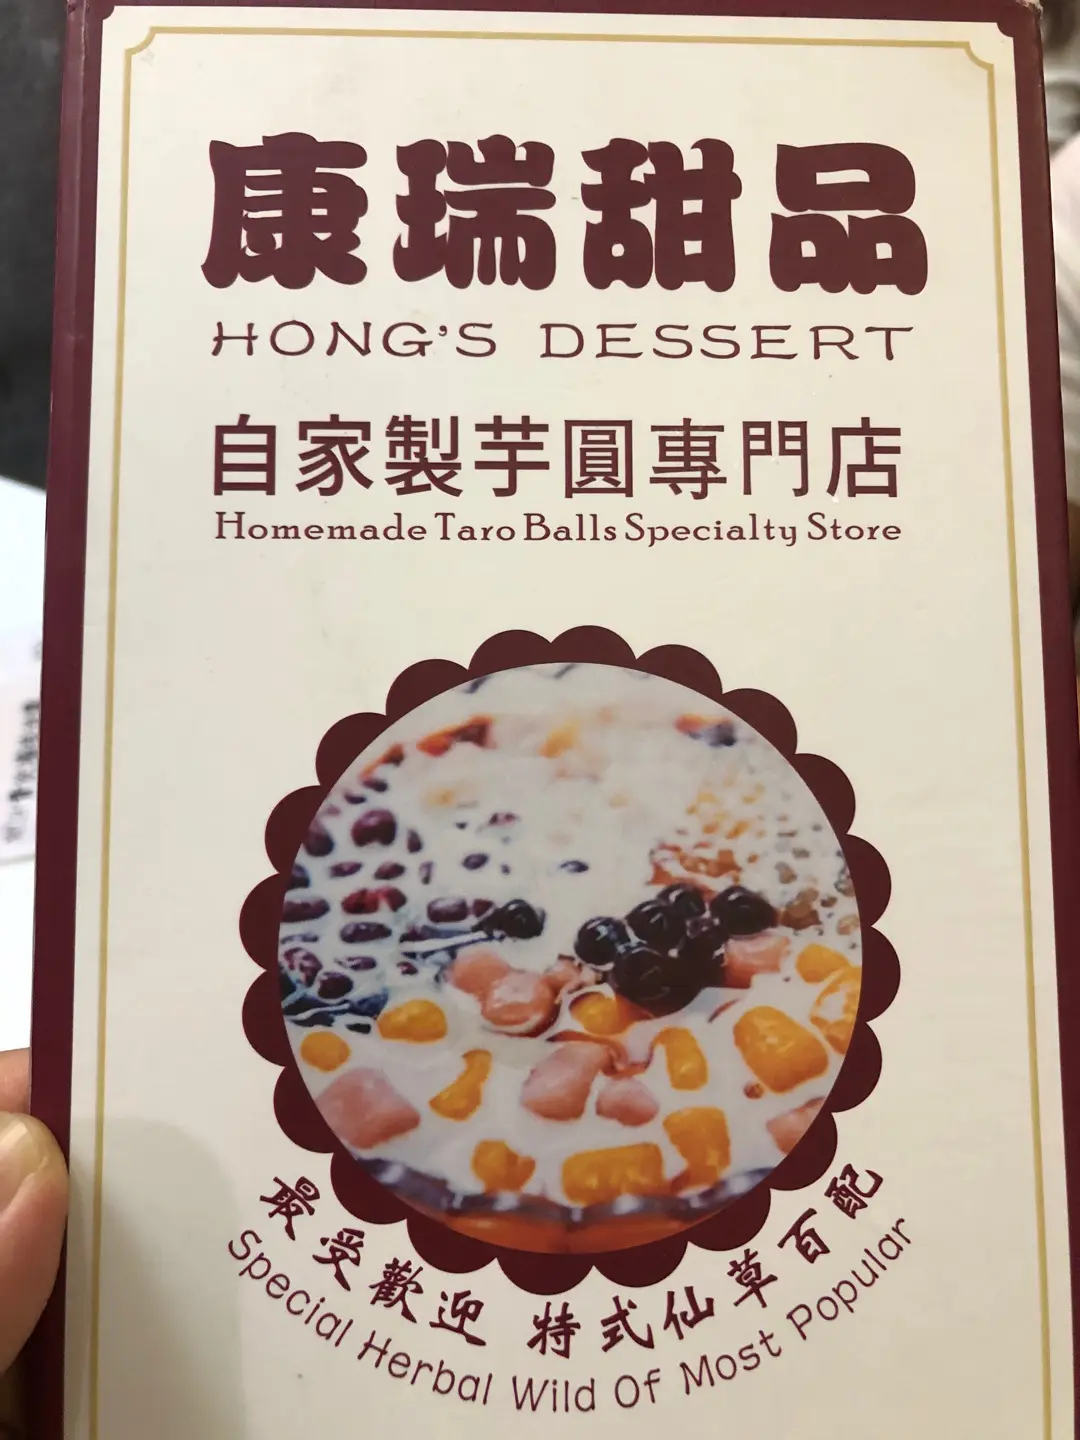 康瑞甜品
HONG'S DESSERT
自家製芋圓專門店
Homemade Taro Balls Specialty Store
最受歡迎 特式仙草百配
Special Herbal Wild Of Most Popular